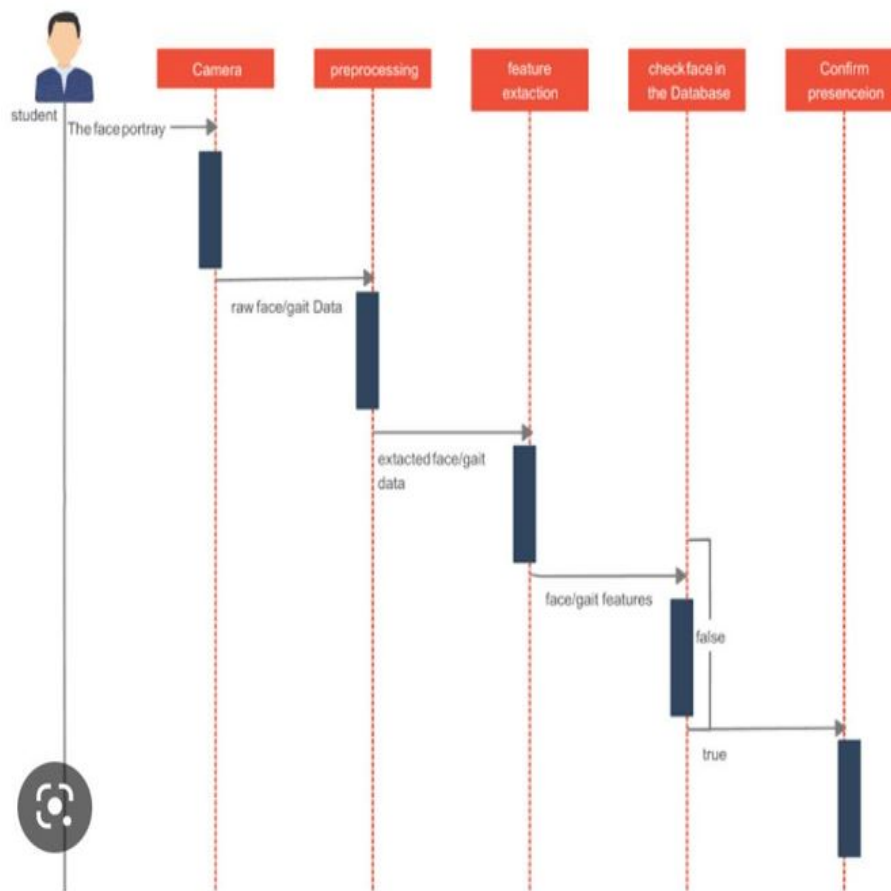 Camera
preprocessing
feature
extaction
check face in
the Database
Confirm
presenceion
student
The face portray
raw face/gait Data
extacted face/gait
data
face/gait features
false
true